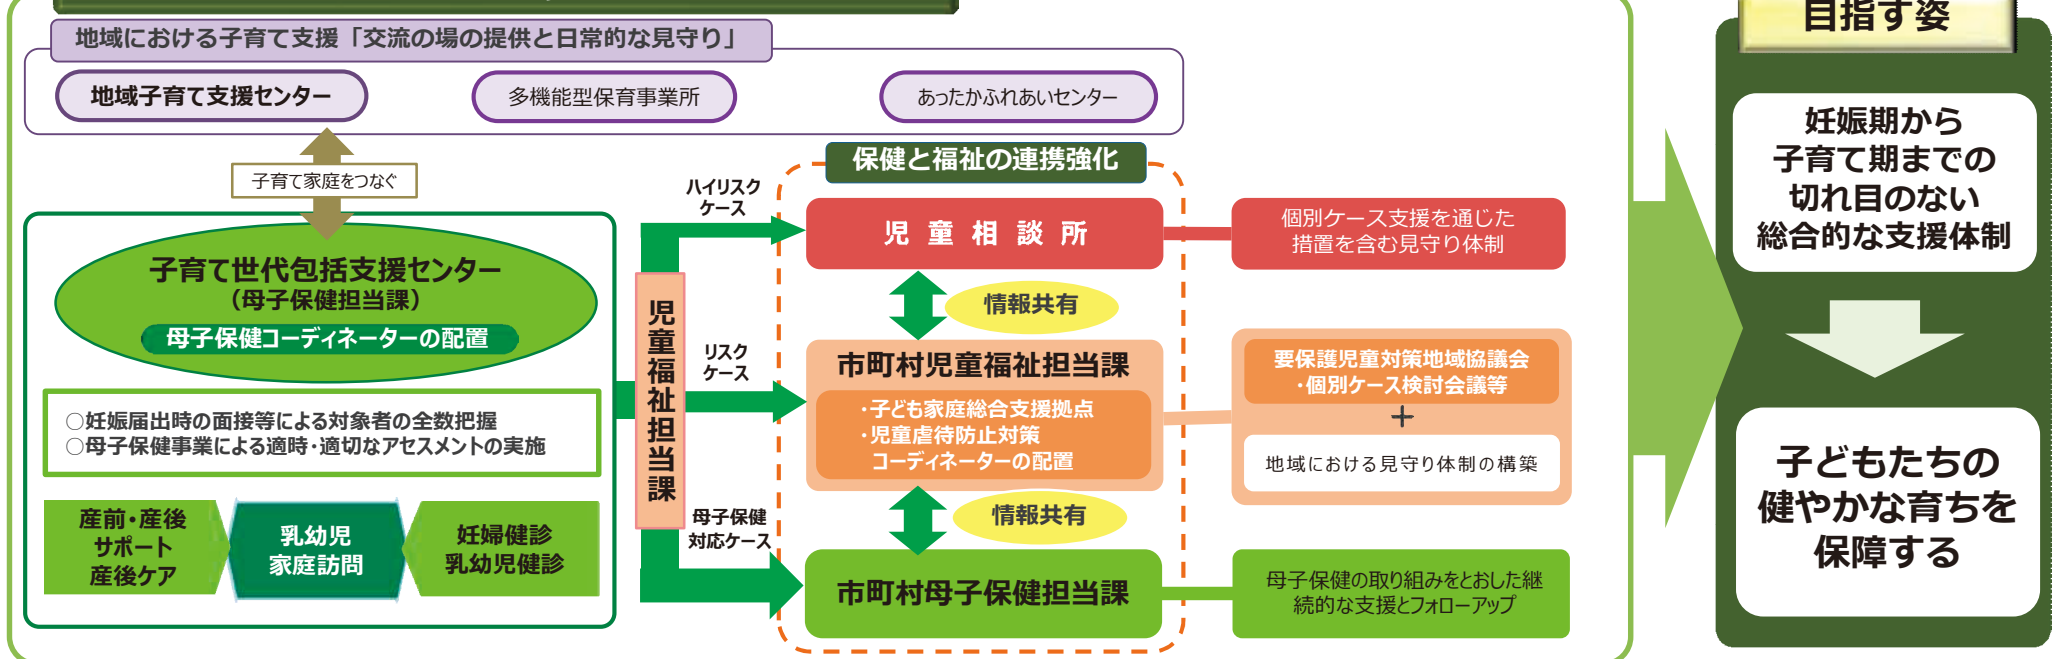 地域における子育て支援「交流の場の提供と日常的な見守り」
地域子育て支援センター
多機能型保育事業所
あったかふれあいセンター
子育て家庭をつなぐ
子育て世代包括支援センター
(母子保健担当課)
母子保健コーディネーターの配置
○妊娠届出時の面接等による対象者の全数把握
○母子保健事業による適時・適切なアセスメントの実施
産前・産後
サポート
産後ケア
乳幼児
家庭訪問
妊婦健診
乳幼児健診
児童福祉担当課
ハイリスク
ケース
リスク
ケース
母子保健
対応ケース
保健と福祉の連携強化
児童相談所
情報共有
市町村児童福祉担当課
・子ども家庭総合支援拠点
・児童虐待防止対策
コーディネーターの配置
情報共有
市町村母子保健担当課
個別ケース支援を通じた
措置を含む見守り体制
要保護児童対策地域協議会
・個別ケース検討会議等
＋
地域における見守り体制の構築
母子保健の取り組みをとおした継
続的な支援とフォローアップ
目指す姿
妊娠期から
子育て期までの
切れ目のない
総合的な支援体制
子どもたちの
健やかな育ちを
保障する